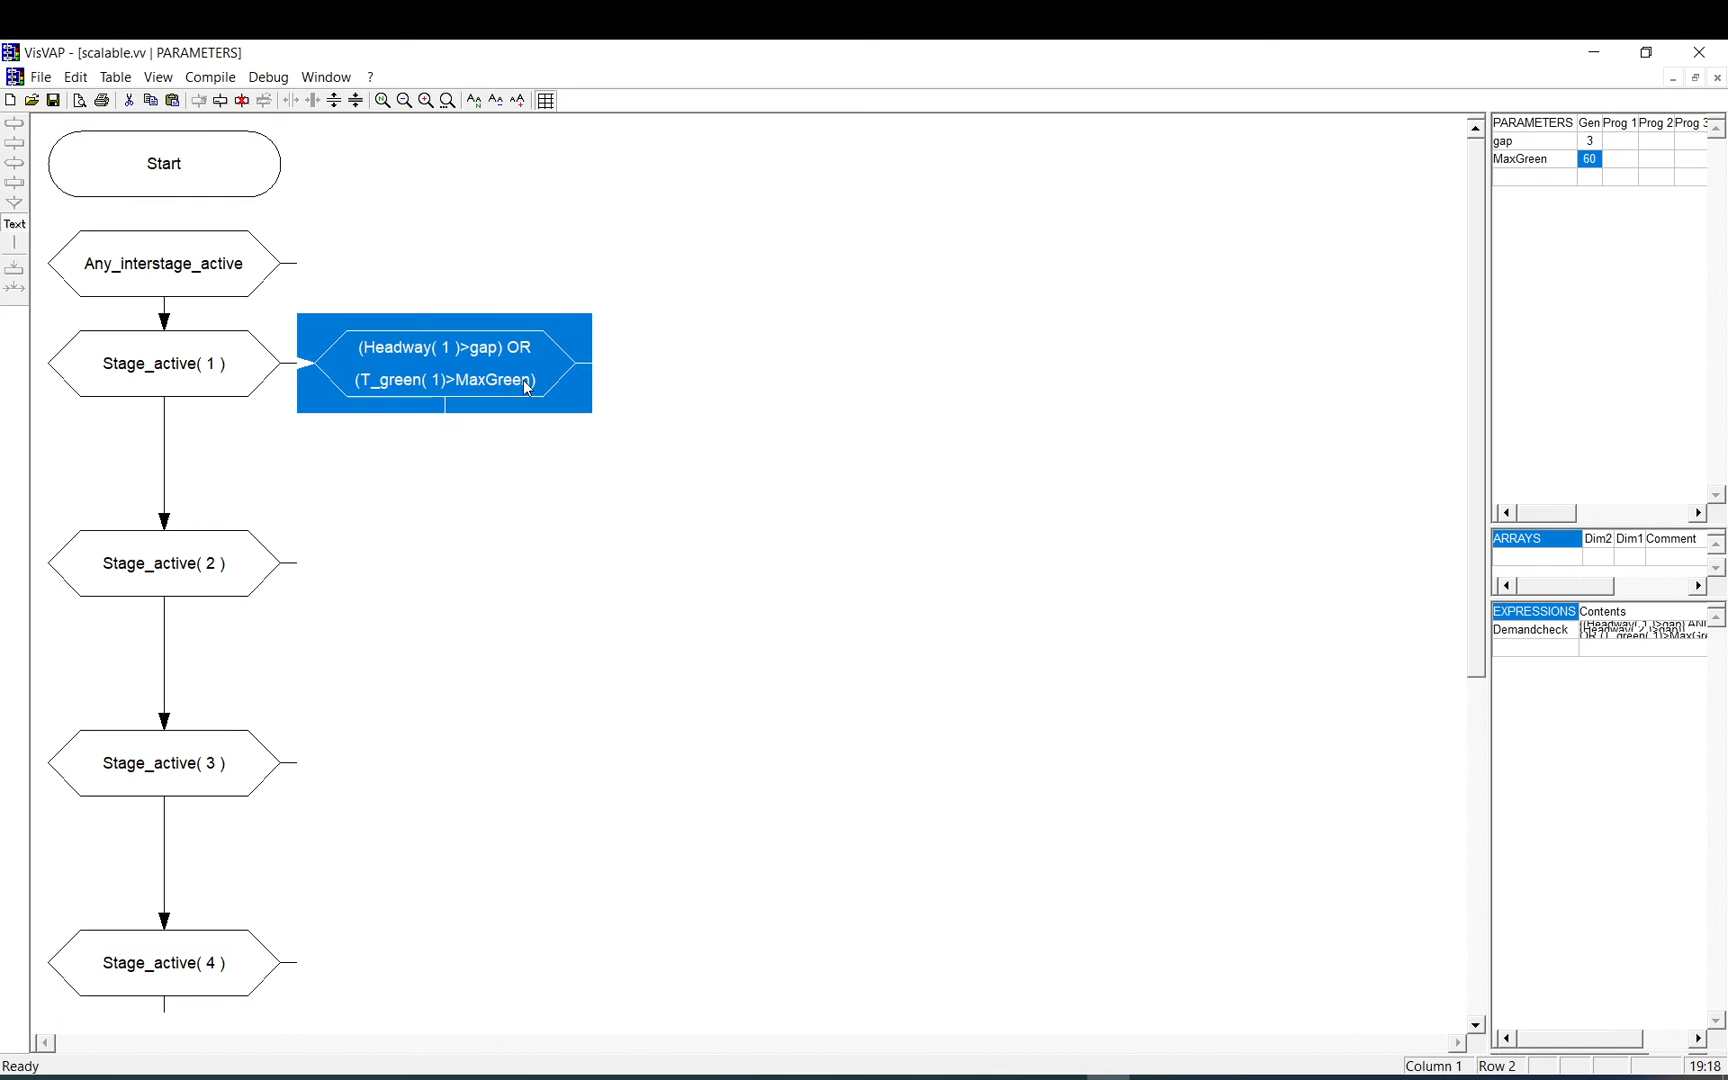 VisVAP - [scalable.vv | PARAMETERS]
File Edit Table View Compile Debug Window ?
Text
Start
Any_interstage_active
Stage_active( 1 )
(Headway( 1 )>gap) OR
(T_green( 1)>MaxGreen)
Stage_active( 2 )
Stage_active( 3 )
Stage_active( 4 )
PARAMETERS Gen Prog 1 Prog 2 Prog 3
gap 3
MaxGreen 60
ARRAYS Dim2 Dim1 Comment
EXPRESSIONS Contents
Demandcheck
Ready
Column 1 Row 2 19:18